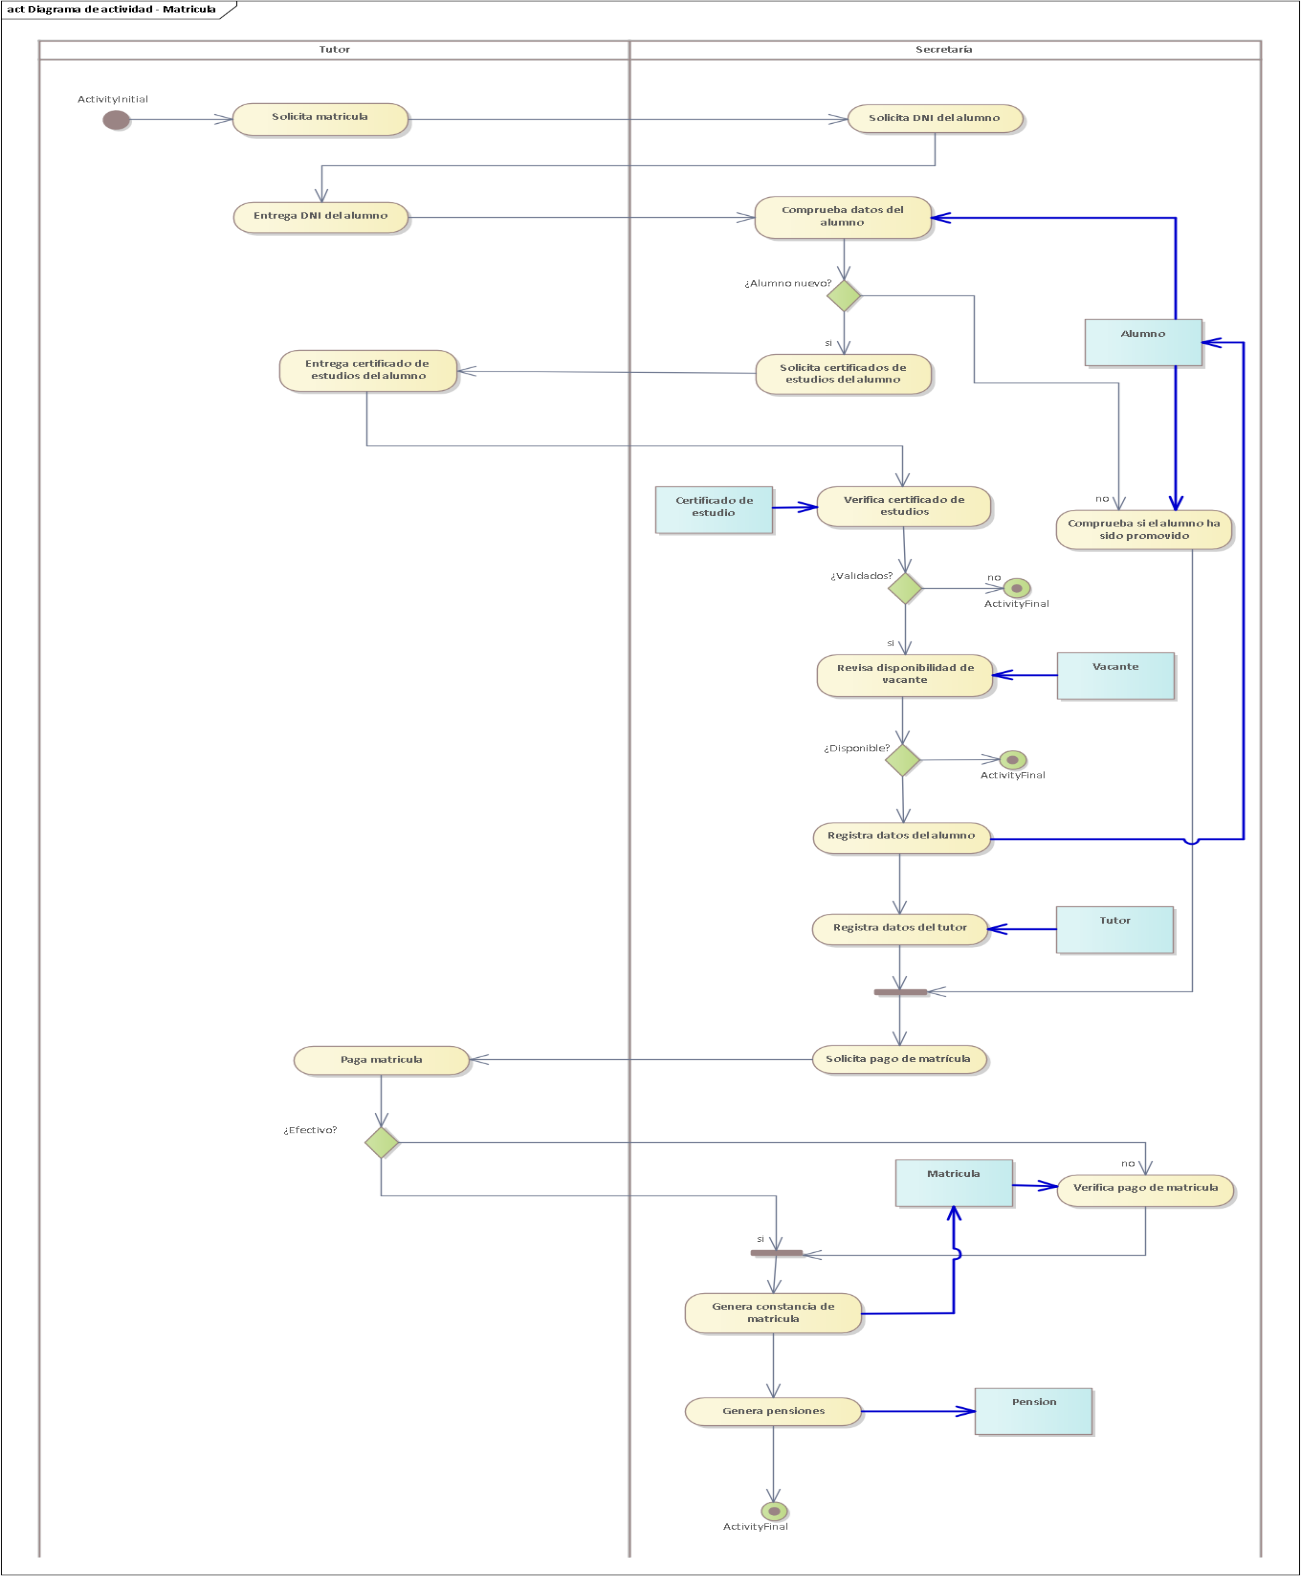 act Diagrama de actividad - Matricula
Tutor
Secretaría
ActivityInitial
Solicita matricula
Solicita DNI del alumno
Entrega DNI del alumno
Comprueba datos del
alumno
¿Alumno nuevo?
si
Alumno
Entrega certificado de
estudios del alumno
Solicita certificados de
estudios del alumno
Certificado de
estudio
Verifica certificado de
estudios
no
Comprueba si el alumno ha
sido promovido
¿Validados?
no
ActivityFinal
si
Revisa disponibilidad de
vacante
Vacante
¿Disponible?
ActivityFinal
Registra datos del alumno
Registra datos del tutor
Tutor
Paga matricula
Solicita pago de matrícula
¿Efectivo?
no
Matricula
Verifica pago de matricula
si
Genera constancia de
matricula
Genera pensiones
Pension
ActivityFinal